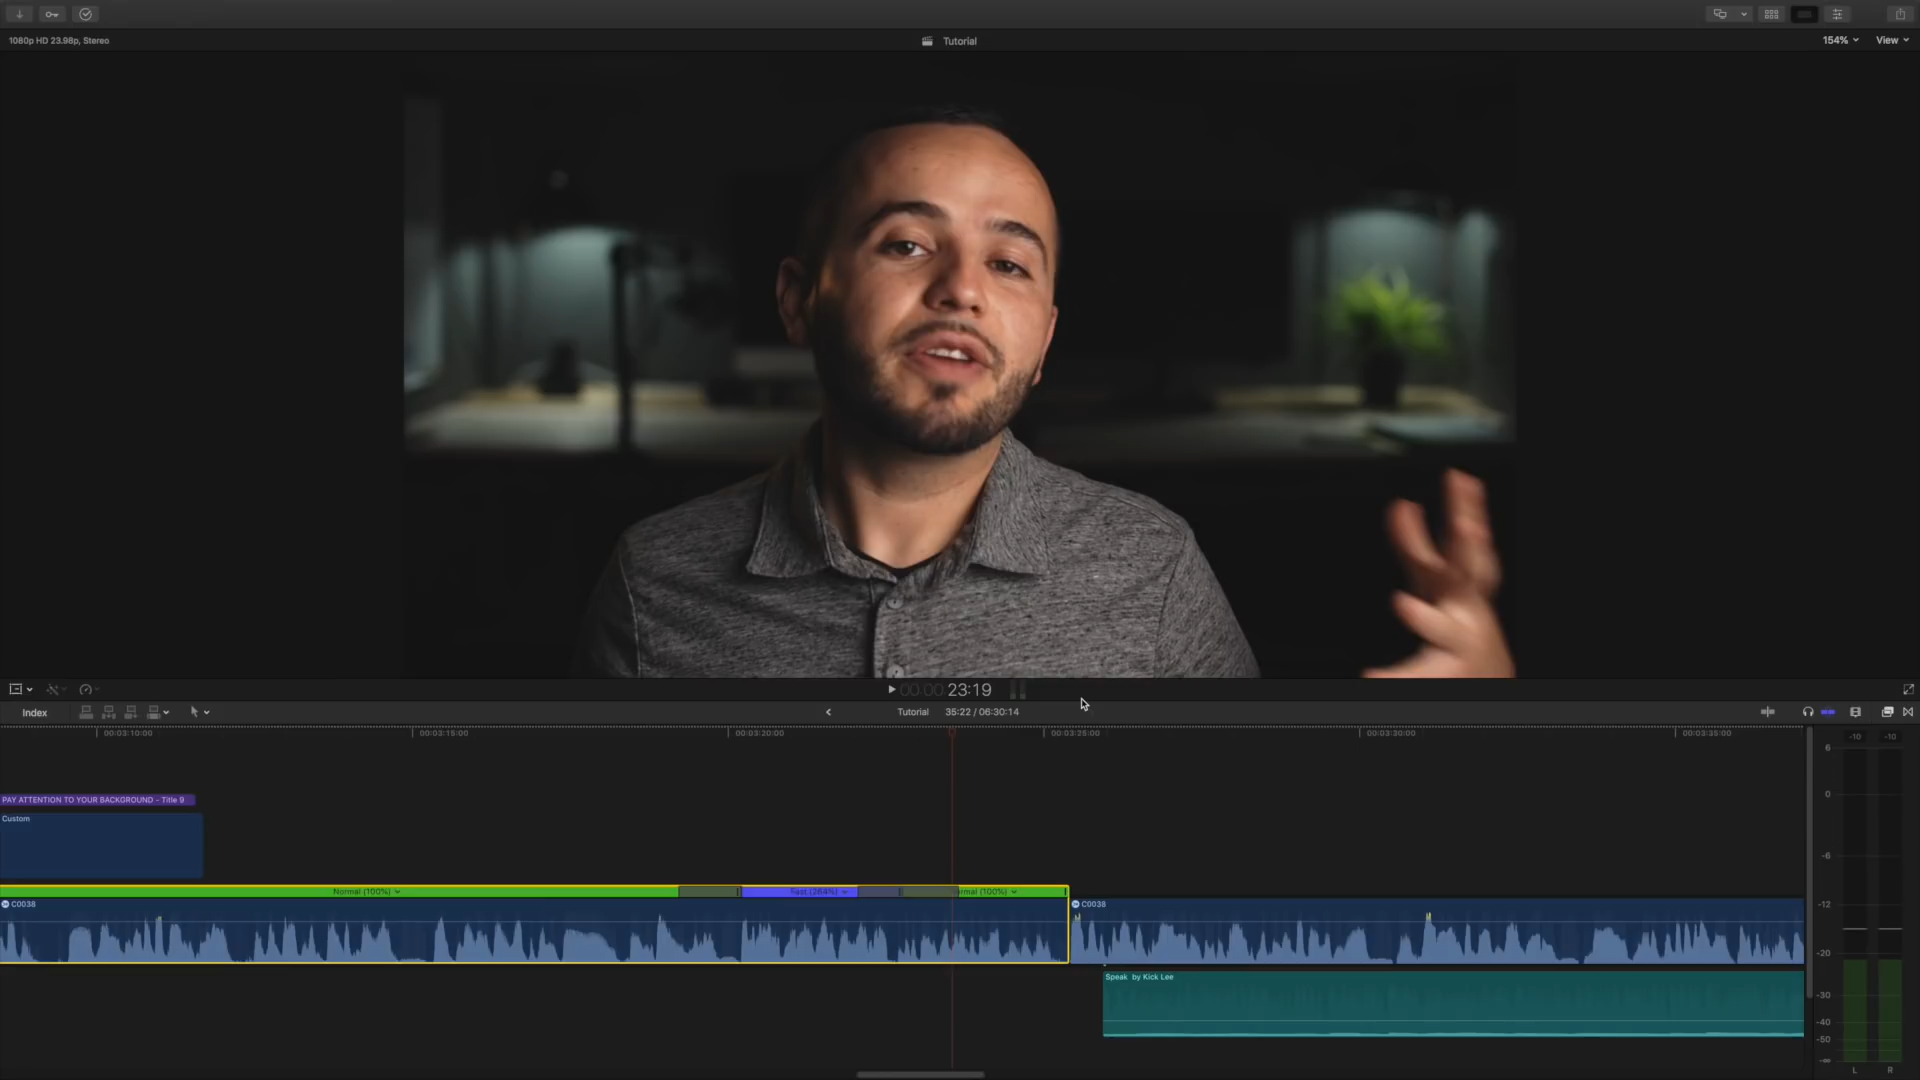 1080p HD 23.98p, Stereo
Tutorial
154%
View
00:00:23:19
Index
Tutorial
35:22 / 06:30:14
00:03:10:00
00:03:15:00
00:03:20:00
00:03:25:00
00:03:30:00
00:03:35:00
-10
-10
6
0
-6
-12
-20
-30
-40
-50
-∞
L
R
PAY ATTENTION TO YOUR BACKGROUND - Title 9
Custom
Normal (100%)
Fast (264%)
rmal (100%)
C0038
C0038
Speak by Kick Lee